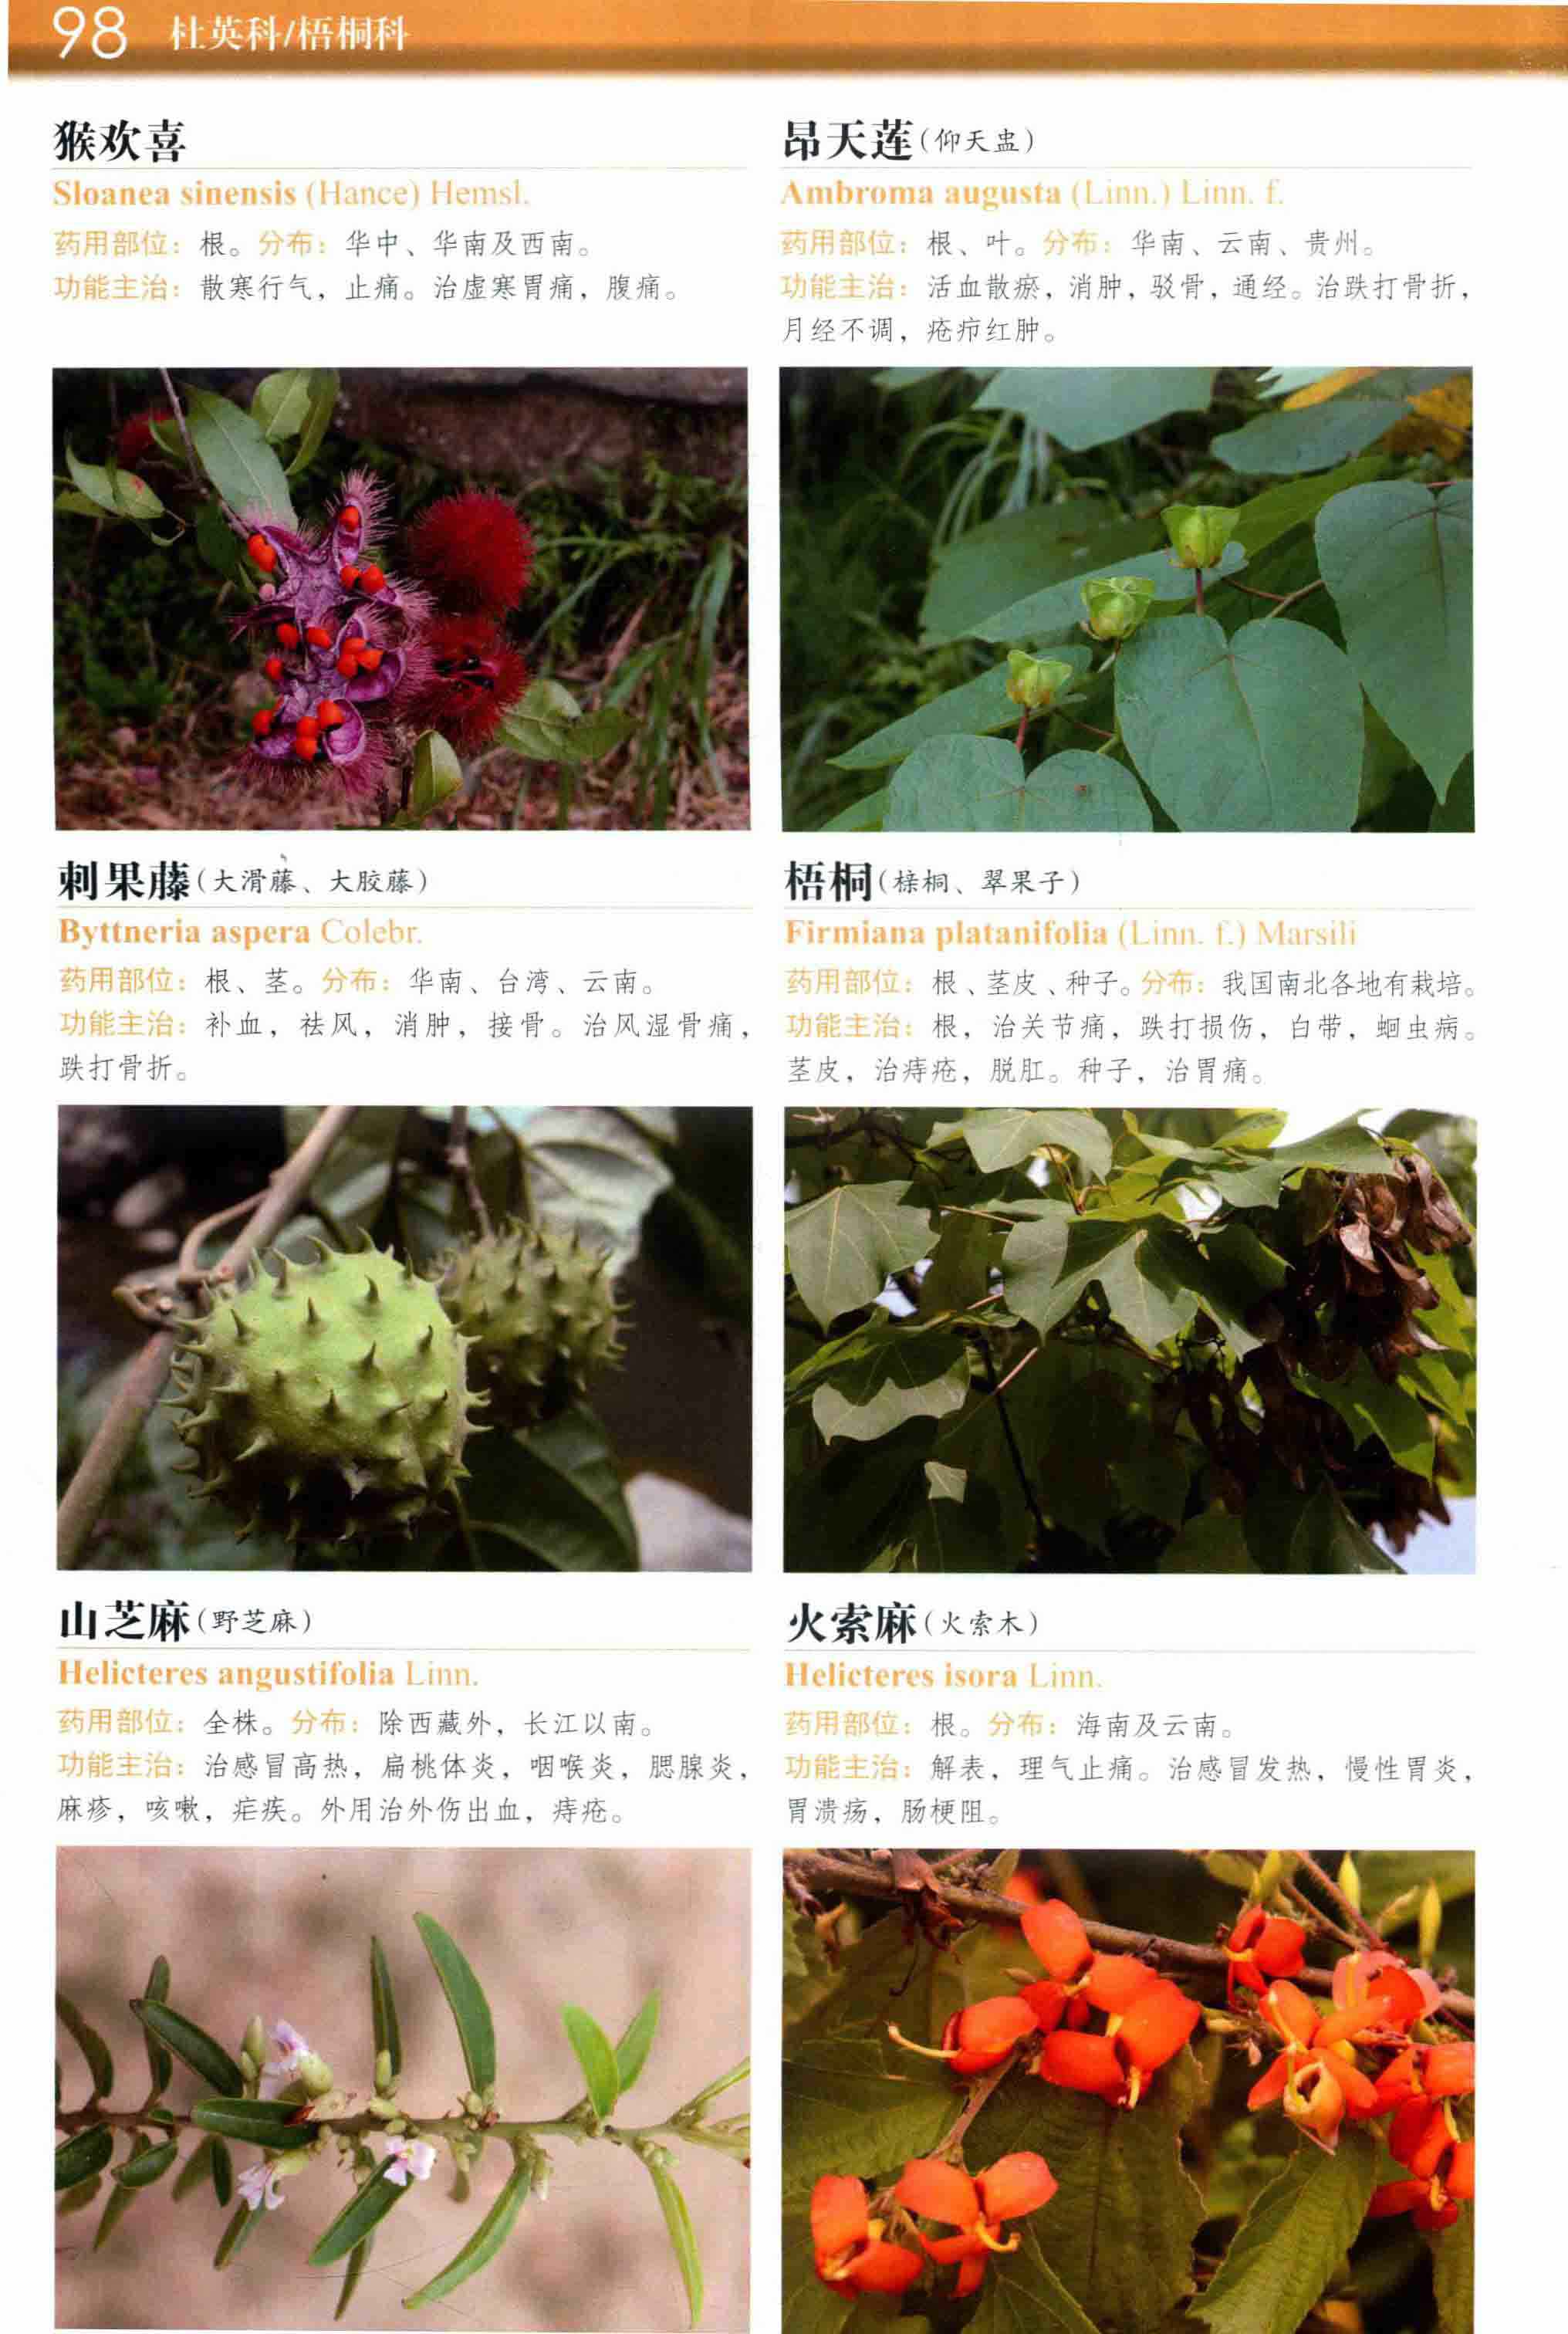 98 杜英科/梧桐科
猴欢喜
Sloanea sinensis (Hance) Hemsl.
药用部位：根。分布：华中、华南及西南。
功能主治：散寒行气，止痛。治虚寒胃痛，腹痛。
昂天莲（仰天盅）
Ambroma augusta (Linn.) Linn. f.
药用部位：根、叶。分布：华南、云南、贵州。
功能主治：活血散瘀，消肿，驳骨，通经。治跌打骨折，
月经不调，疮疖红肿。
刺果藤（大滑藤、大胶藤）
Byttneria aspera Colebr.
药用部位：根、茎。分布：华南、台湾、云南。
功能主治：补血，祛风，消肿，接骨。治风湿骨痛，
跌打骨折。
梧桐（榇桐、翠果子）
Firmiana platanifolia (Linn. f.) Marsili
药用部位：根、茎皮、种子。分布：我国南北各地有栽培。
功能主治：根，治关节痛，跌打损伤，白带，蛔虫病。
茎皮，治痔疮，脱肛。种子，治胃痛。
山芝麻（野芝麻）
Helicteres angustifolia Linn.
药用部位：全株。分布：除西藏外，长江以南。
功能主治：治感冒高热，扁桃体炎，咽喉炎，腮腺炎，
麻疹，咳嗽，疟疾。外用治外伤出血，痔疮。
火索麻（火索木）
Helicteres isora Linn.
药用部位：根。分布：海南及云南。
功能主治：解表，理气止痛。治感冒发热，慢性胃炎，
胃溃疡，肠梗阻。